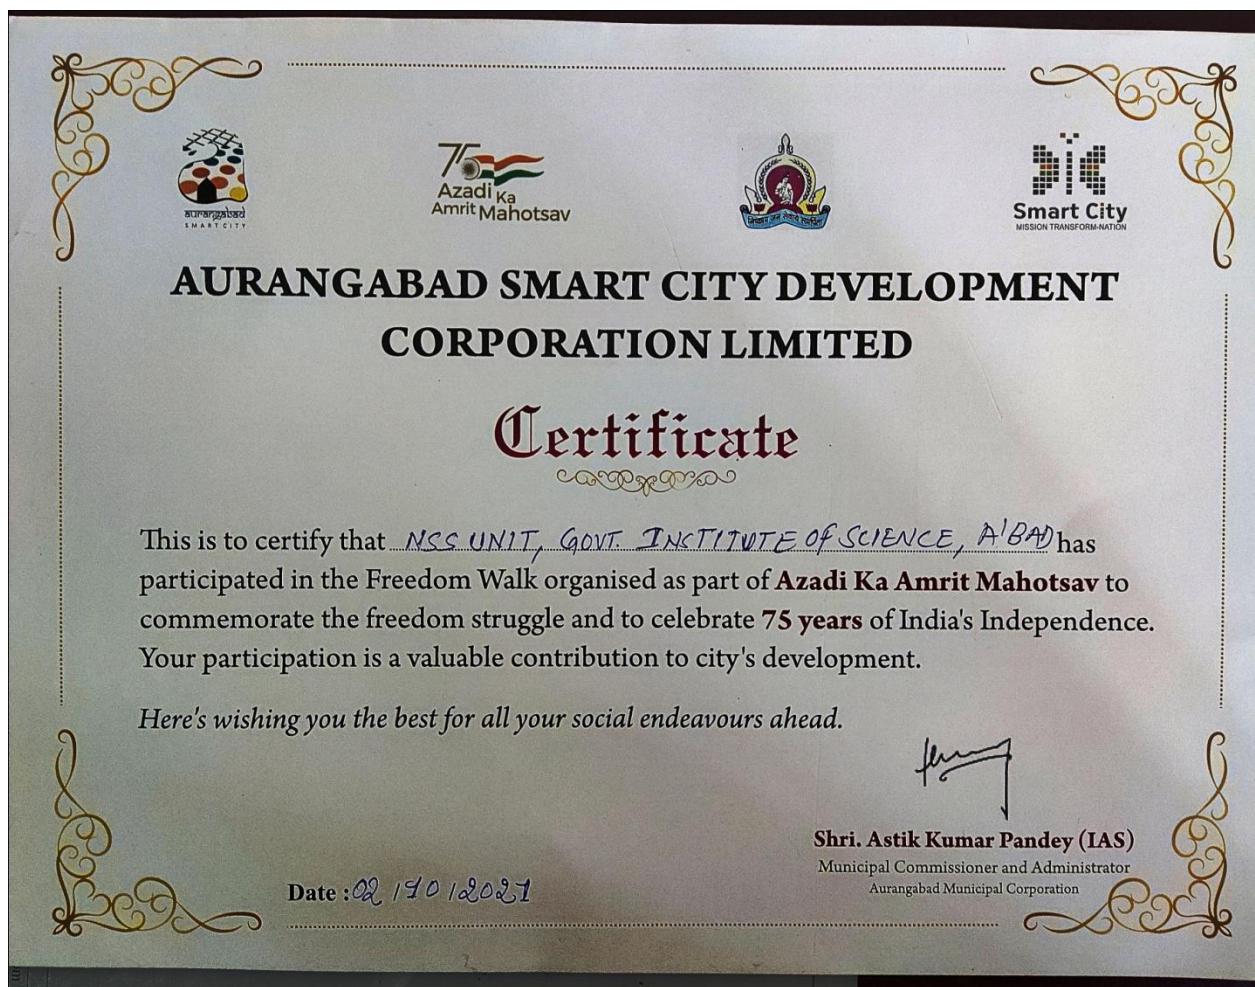 aurangabad
SMART CITY
75
Azadi Ka
Amrit Mahotsav
Smart City
MISSION TRANSFORM-NATION
AURANGABAD SMART CITY DEVELOPMENT
CORPORATION LIMITED
Certificate
This is to certify that NSS UNIT, GOVT. INSTITUTE OF SCIENCE, A'BAD has
participated in the Freedom Walk organised as part of Azadi Ka Amrit Mahotsav to
commemorate the freedom struggle and to celebrate 75 years of India's Independence.
Your participation is a valuable contribution to city's development.
Here's wishing you the best for all your social endeavours ahead.
Shri. Astik Kumar Pandey (IAS)
Municipal Commissioner and Administrator
Aurangabad Municipal Corporation
Date : 02/10/2021